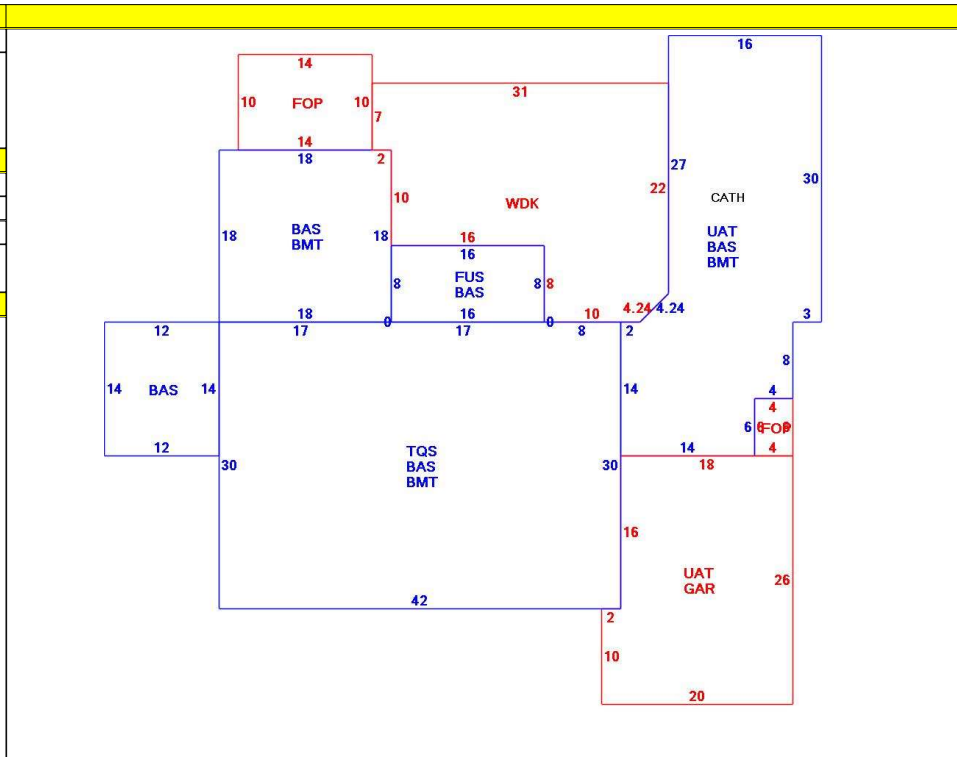 16
14
31
10 FOP 10
7
14
18 2
27
30
22
10
CATH
WDK
BAS
BMT
18 18
UAT
BAS
BMT
16
16
FUS
BAS
8 8 8
4.24 4.24
18 0 16 0 10
12 17 17 8 2 3
8
14 BAS 14
14
4
4
6 6 FOP
12
14 4
18
TQS
BAS
BMT
30 30
16
UAT
GAR
26
42
2
10
20